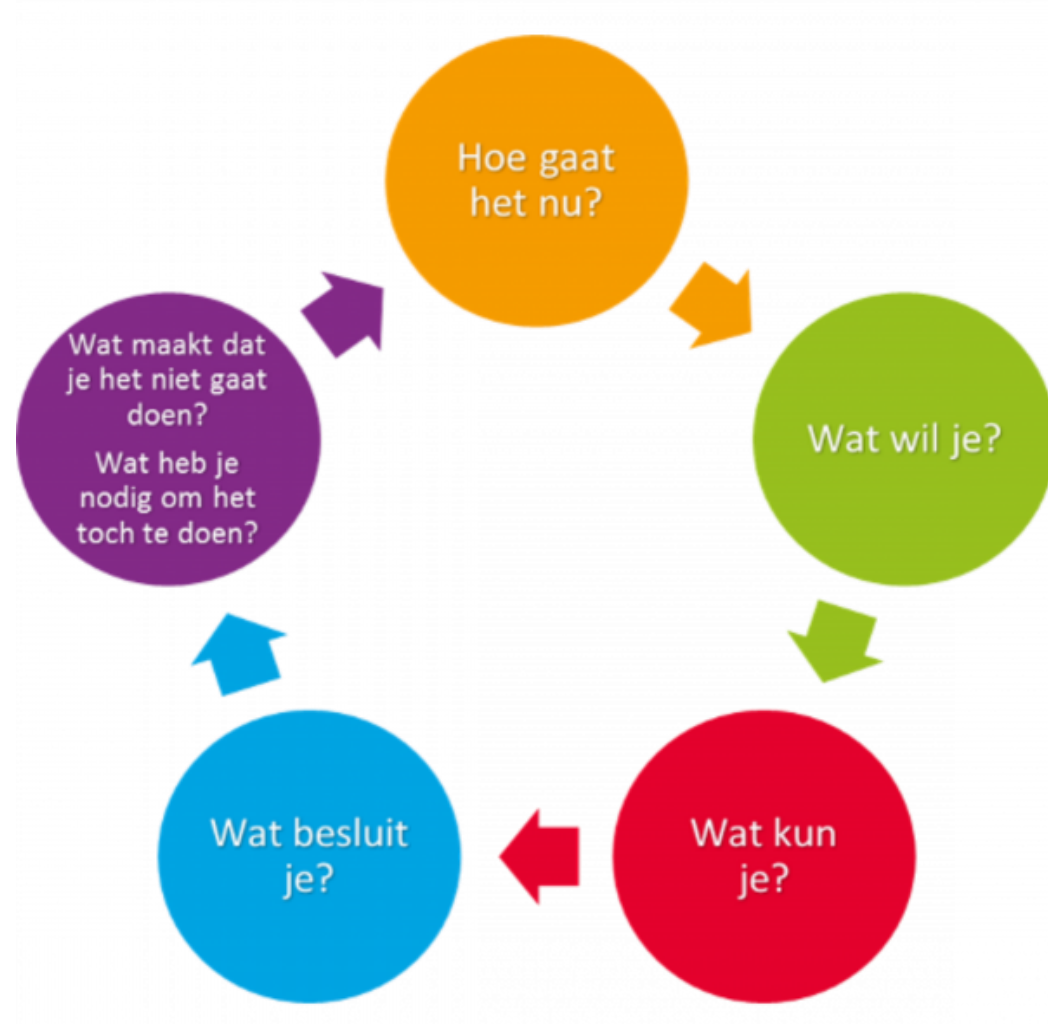 Hoe gaat
het nu?
Wat wil je?
Wat kun
je?
Wat besluit
je?
Wat maakt dat
je het niet gaat
doen?
Wat heb je
nodig om het
toch te doen?